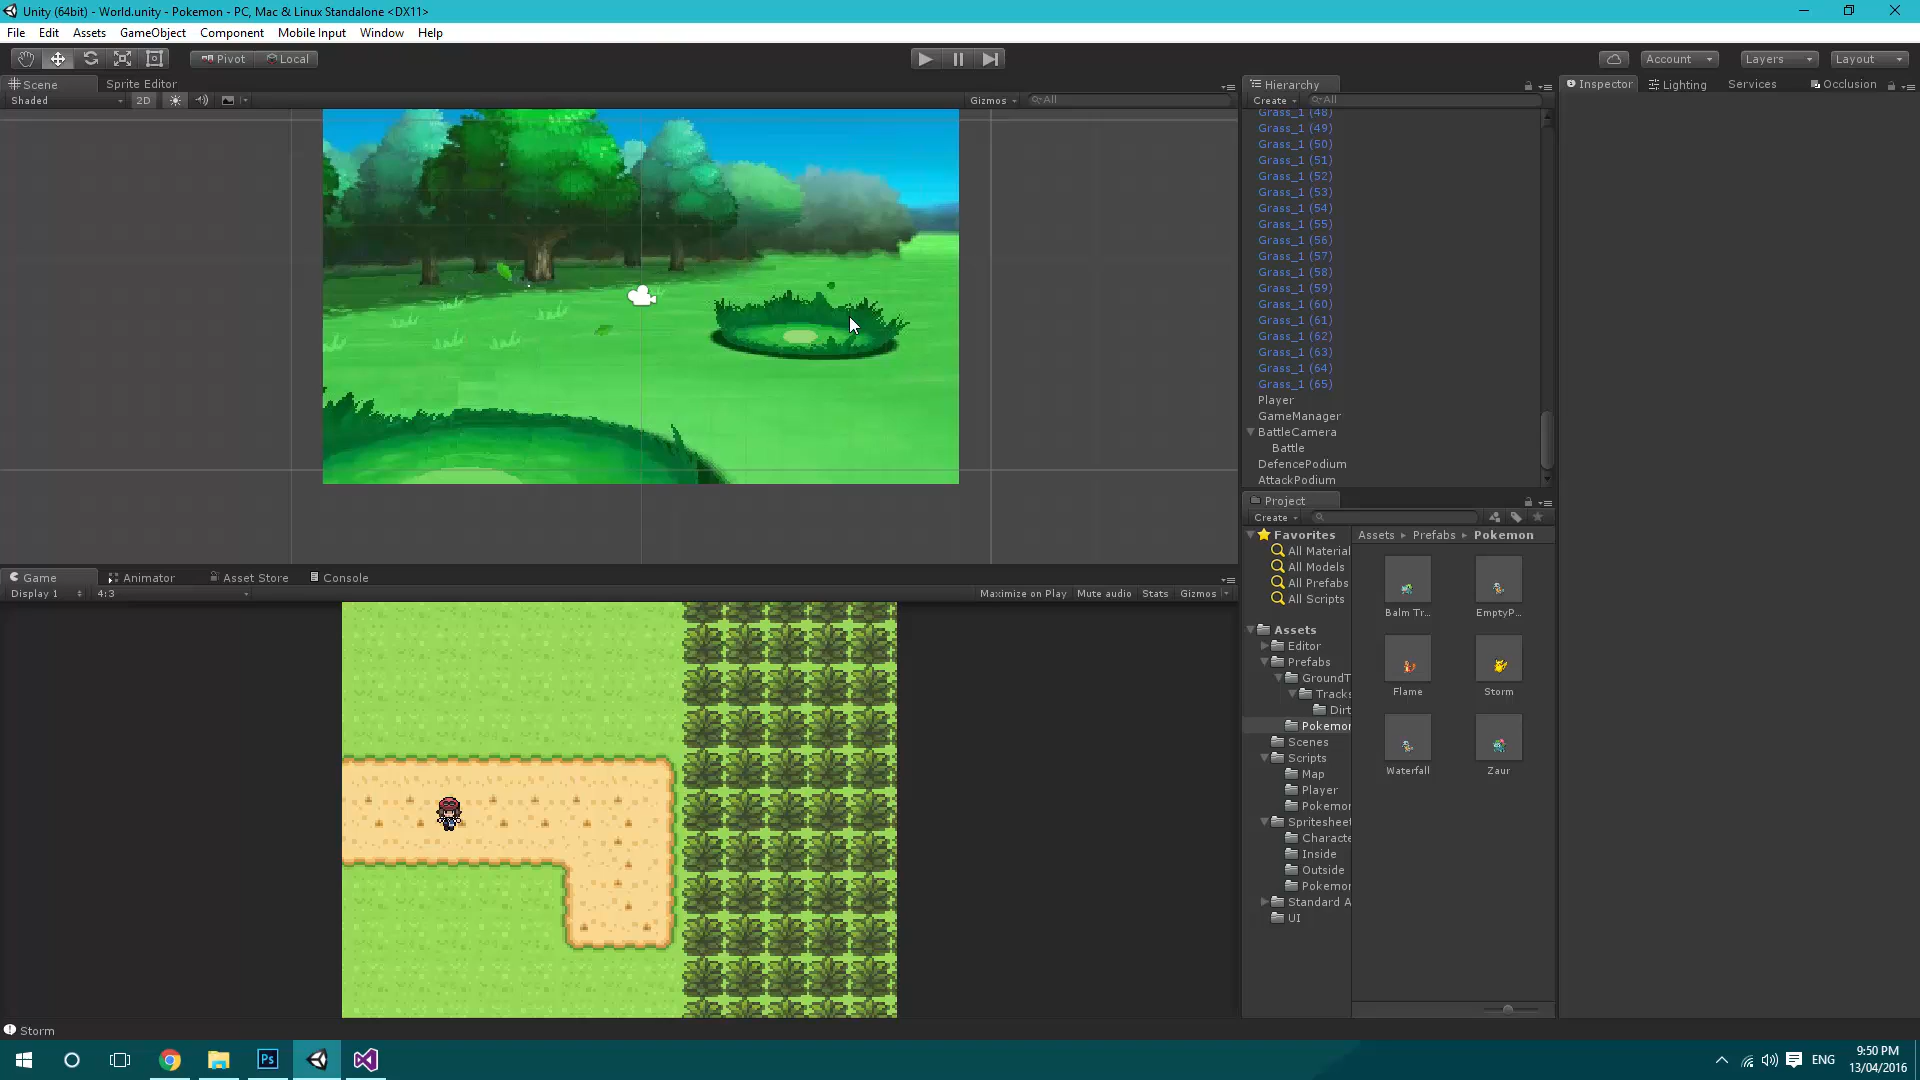 Unity (64bit) - World.unity - Pokemon - PC, Mac & Linux Standalone <DX11>
File Edit Assets GameObject Component Mobile Input Window Help
Pivot Local Account Layers Layout
Scene Sprite Editor
Shaded 2D Gizmos All
Hierarchy
Create All
Grass_1 (48)
Grass_1 (49)
Grass_1 (50)
Grass_1 (51)
Grass_1 (52)
Grass_1 (53)
Grass_1 (54)
Grass_1 (55)
Grass_1 (56)
Grass_1 (57)
Grass_1 (58)
Grass_1 (59)
Grass_1 (60)
Grass_1 (61)
Grass_1 (62)
Grass_1 (63)
Grass_1 (64)
Grass_1 (65)
Player
GameManager
BattleCamera
Battle
DefencePodium
AttackPodium
Inspector Lighting Services Occlusion
Project
Create
Favorites
All Material
All Models
All Prefabs
All Scripts
Assets
Editor
Prefabs
GroundT
Tracks
Dirt
Pokemon
Scenes
Scripts
Map
Player
Pokemon
Spritesheet
Characte
Inside
Outside
Pokemon
Standard A
UI
Assets Prefabs Pokemon
Balm Tr... EmptyP...
Flame Storm
Waterfall Zaur
Game Animator Asset Store Console
Display 1 4:3 Maximize on Play Mute audio Stats Gizmos
Storm
Ps
ENG
9:50 PM
13/04/2016